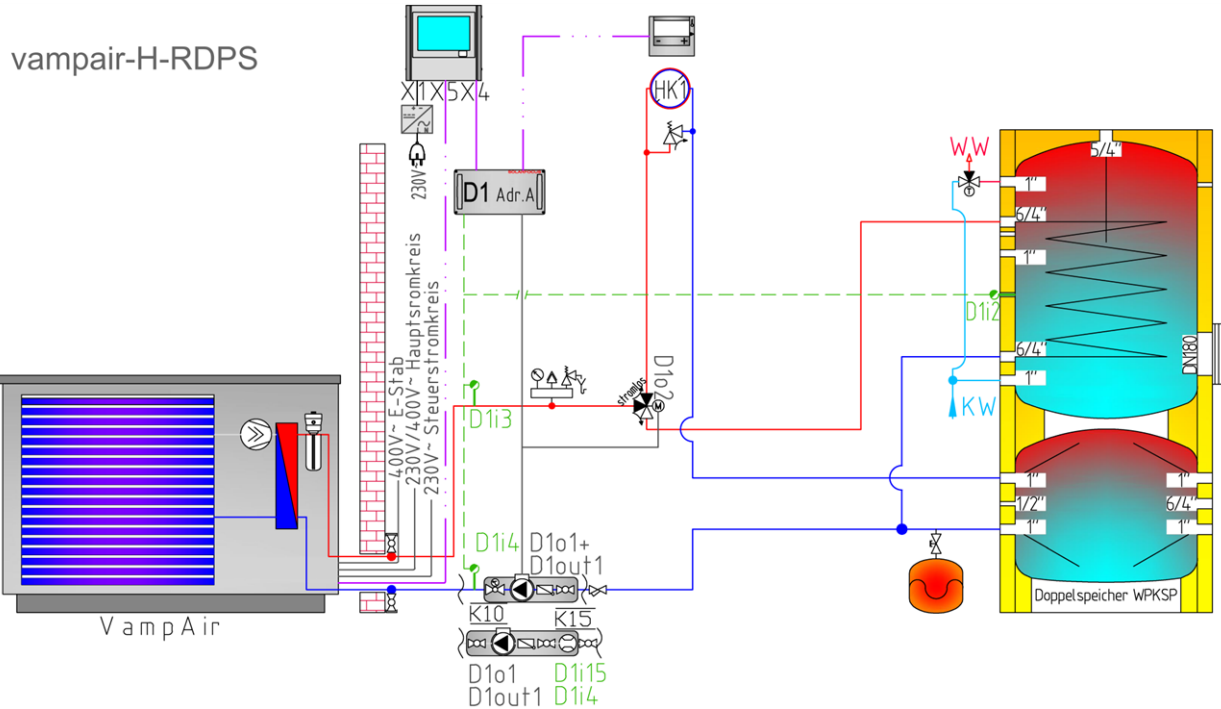 vampair-H-RDPS
X1X5X4
230V~
D1 Adr.A
HK1
WW
5/4"
1"
6/4"
1"
D1i2
6/4"
1"
KW
DN180
400V~ E-Stab
230V/400V~ Hauptsromkreis
230V~ Steuerstromkreis
D1i3
stromlos
D1o2
M
T
1"
1"
1/2"
6/4"
1"
1"
Doppelspeicher WPKSP
D1i4
D1o1+
D1out1
K10
K15
D1o1
D1out1
D1i15
D1i4
VampAir